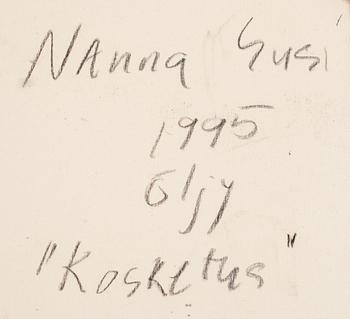 Nanna Susi
1995
öljy
"Kosketus"